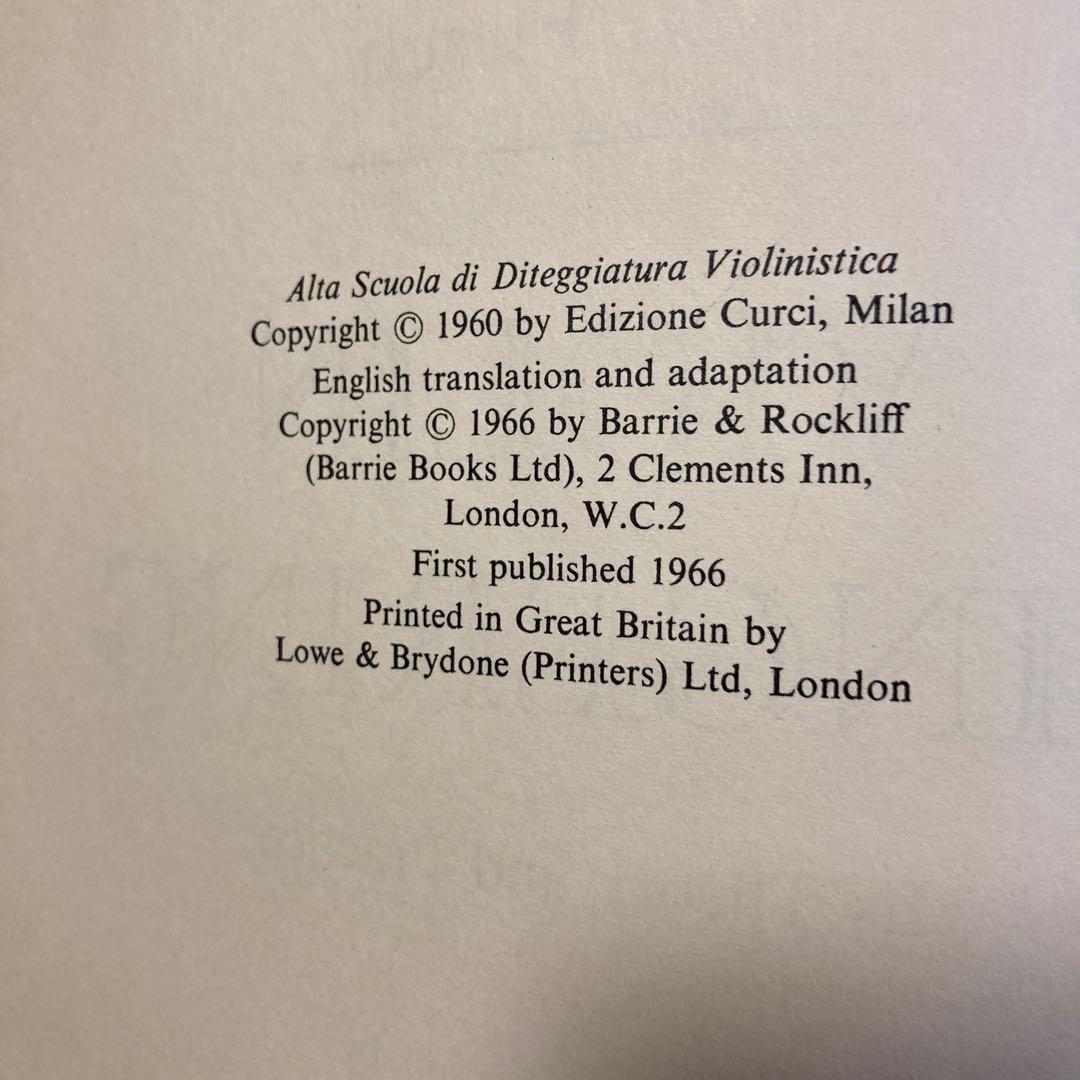 Alta Scuola di Diteggiatura Violinistica
Copyright © 1960 by Edizione Curci, Milan
English translation and adaptation
Copyright © 1966 by Barrie & Rockliff
(Barrie Books Ltd), 2 Clements Inn,
London, W.C.2
First published 1966
Printed in Great Britain by
Lowe & Brydone (Printers) Ltd, London